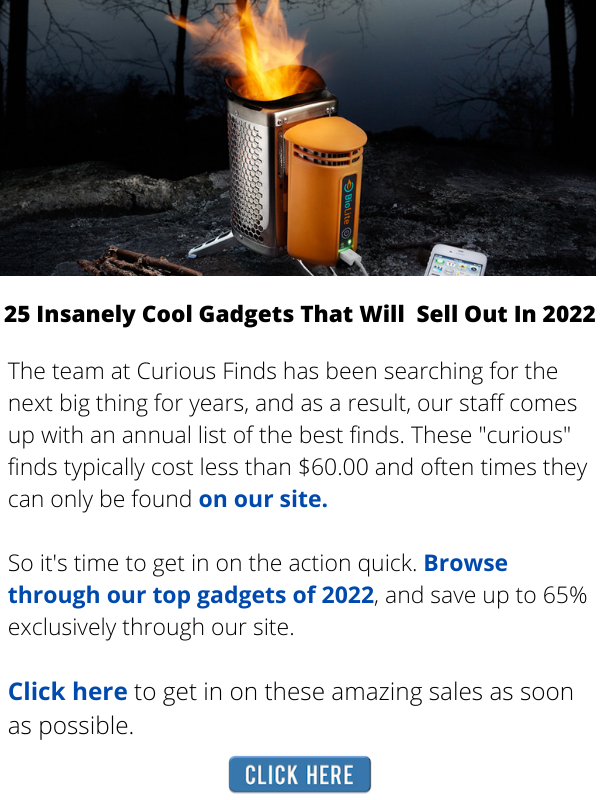 BioLite
25 Insanely Cool Gadgets That Will  Sell Out In 2022
The team at Curious Finds has been searching for the
next big thing for years, and as a result, our staff comes
up with an annual list of the best finds. These "curious"
finds typically cost less than $60.00 and often times they
can only be found on our site.
So it's time to get in on the action quick. Browse
through our top gadgets of 2022, and save up to 65%
exclusively through our site.
Click here to get in on these amazing sales as soon
as possible.
CLICK HERE